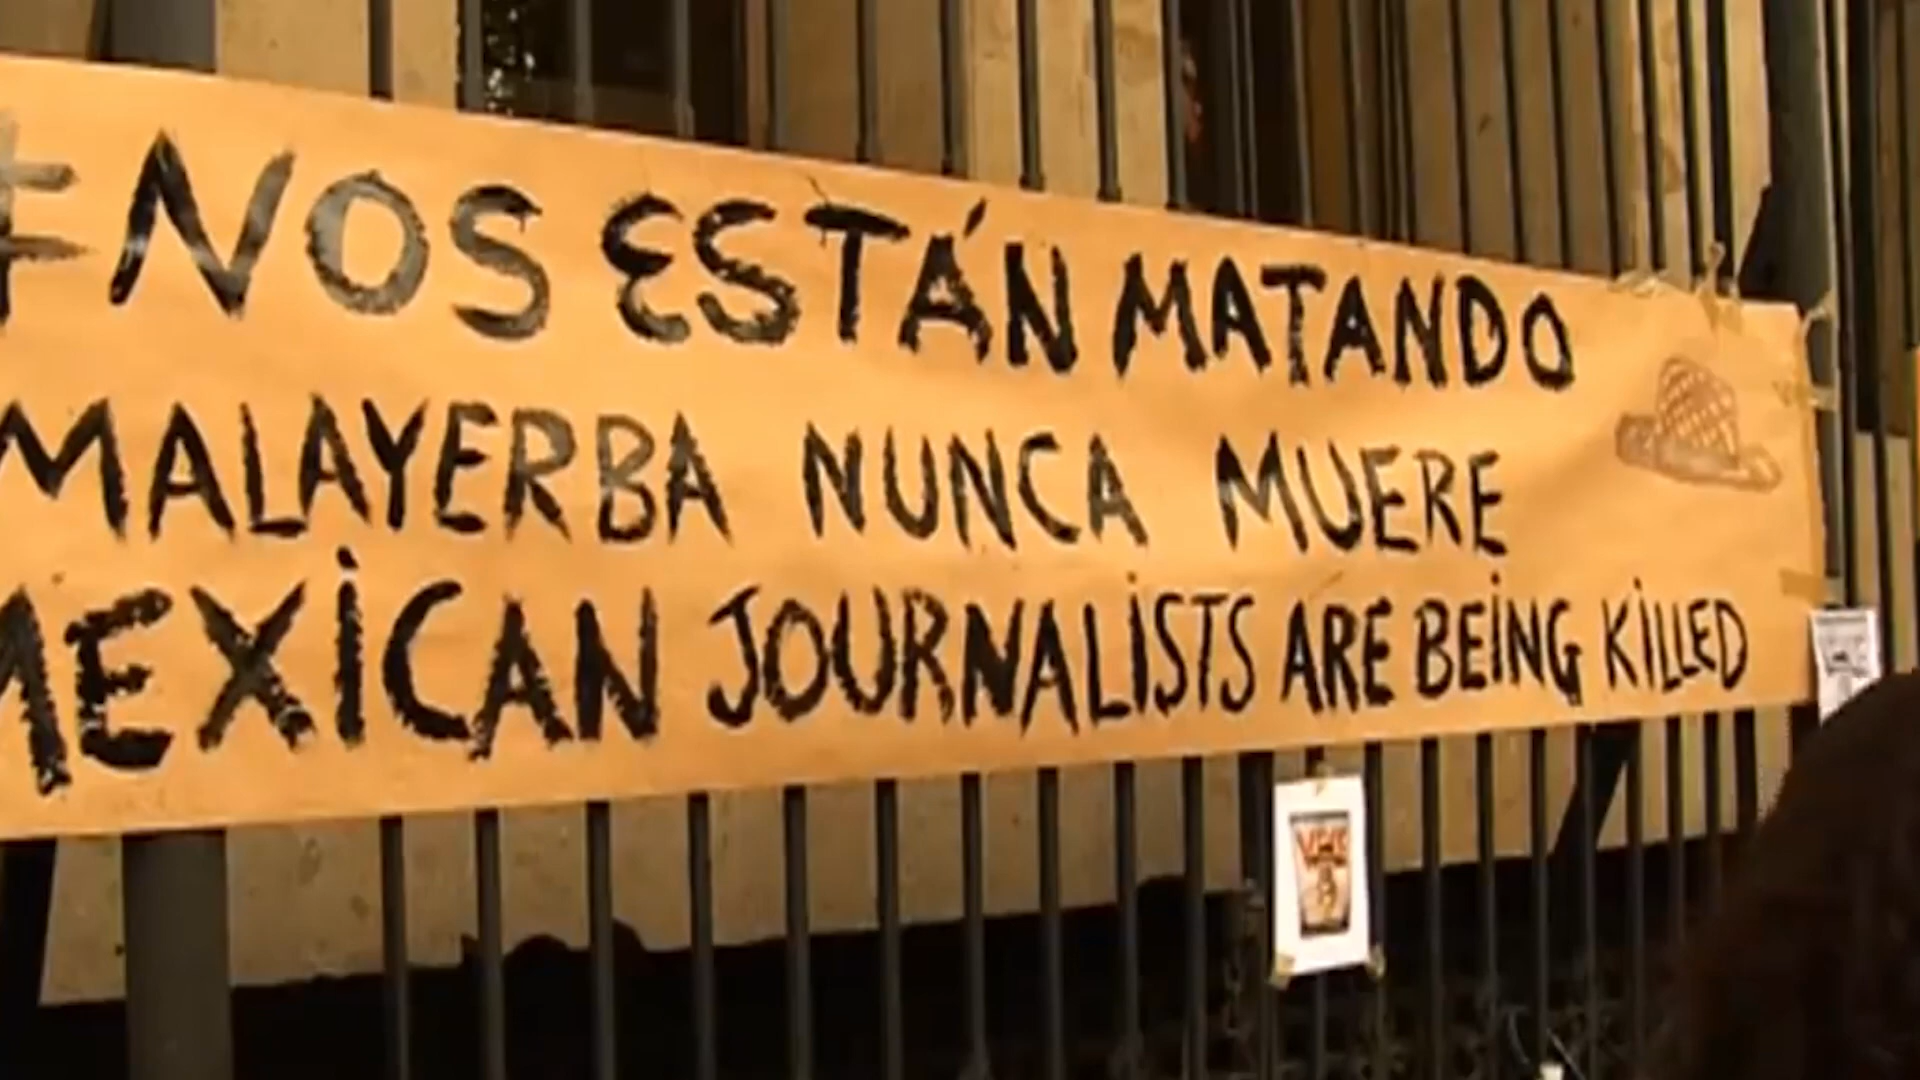 #NOS ESTÁN MATANDO
MALAYERBA NUNCA MUERE
MEXICAN JOURNALISTS ARE BEING KILLED